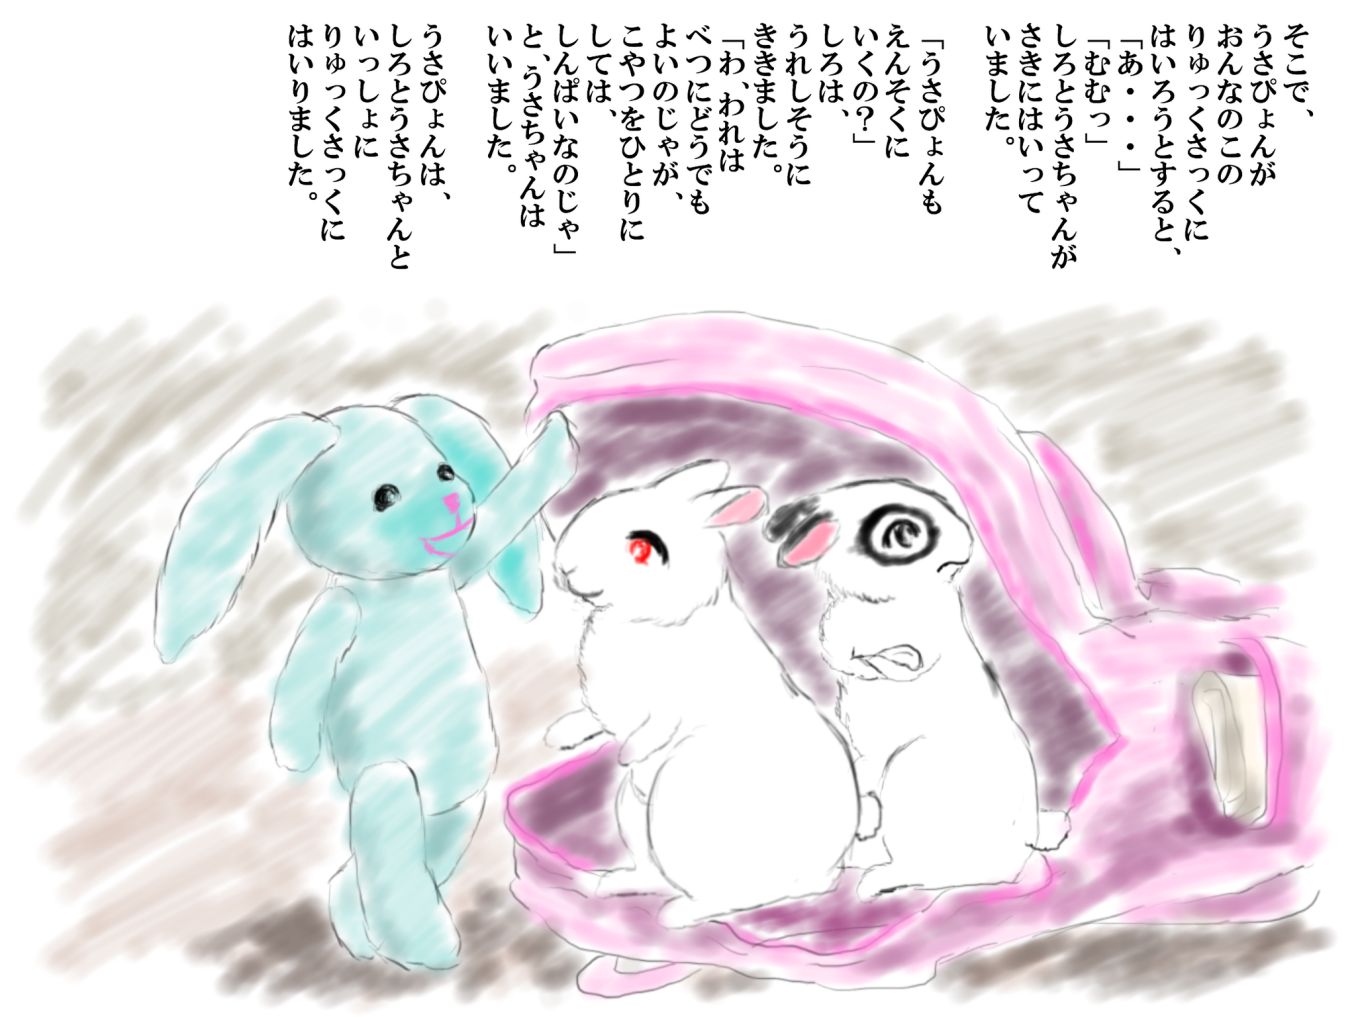 そこで、
うさぴょんが
おんなのこの
りゅっくさっくに
はいろうとすると、
「あ・・・・」
「むむっ」
しろとうさちゃんが
さきにはいって
いました。
「うさぴょんも
えんそくに
いくの？」
しろは、
うれしそうに
ききました。
「わ、われは
べつにどうでも
よいのじゃが、
こやつをひとりに
しては、
しんぱいなのじゃ」
と、うさちゃんは
いいました。
うさぴょんは、
しろとうさちゃんと
いっしょに
りゅっくさっくに
はいりました。